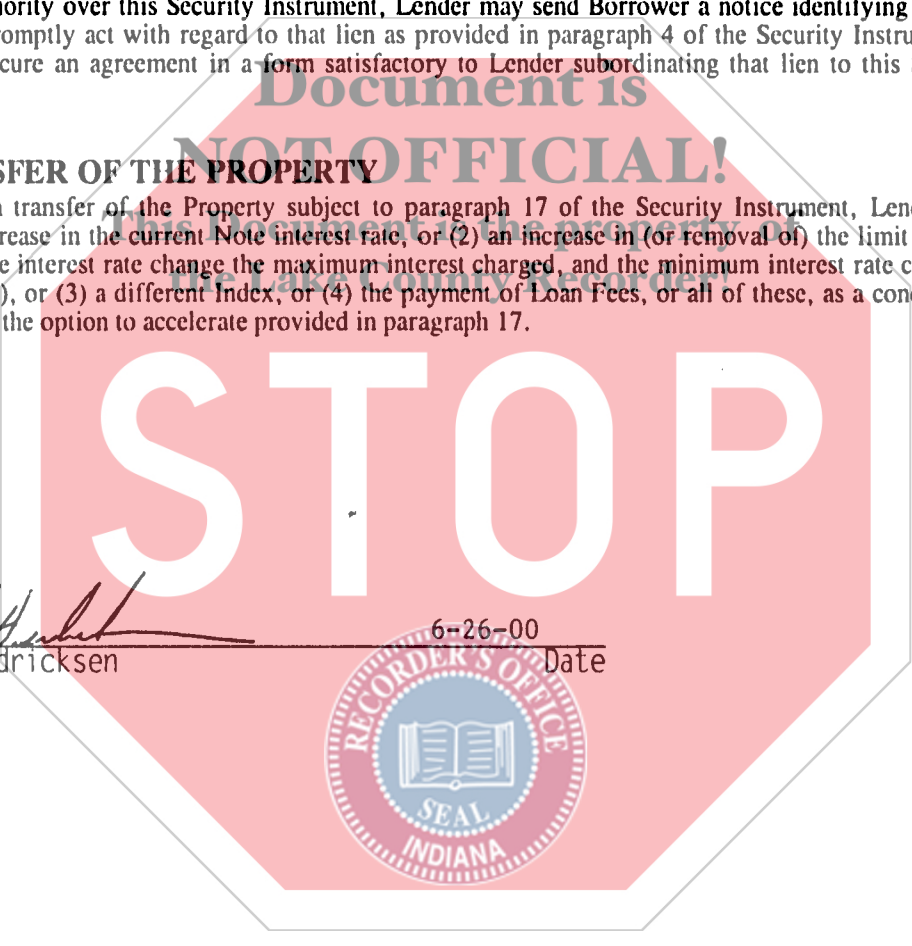 ority over this Security Instrument, Lender may send Borrower a notice identifying
omptly act with regard to that lien as provided in paragraph 4 of the Security Instru
cure an agreement in a form satisfactory to Lender subordinating that lien to this
Document is
NOT OFFICIAL!
This Document is the property of
the Lake County Recorder!
SFER OF THE PROPERTY
transfer of the Property subject to paragraph 17 of the Security Instrument, Len
rease in the current Note interest rate, or (2) an increase in (or removal of) the limit
e interest rate change the maximum interest charged, and the minimum interest rate c
), or (3) a different Index, or (4) the payment of Loan Fees, or all of these, as a con
the option to accelerate provided in paragraph 17.
STOP
6-26-00
dricksen Date
RECORDER'S OFFICE
SEAL
INDIANA